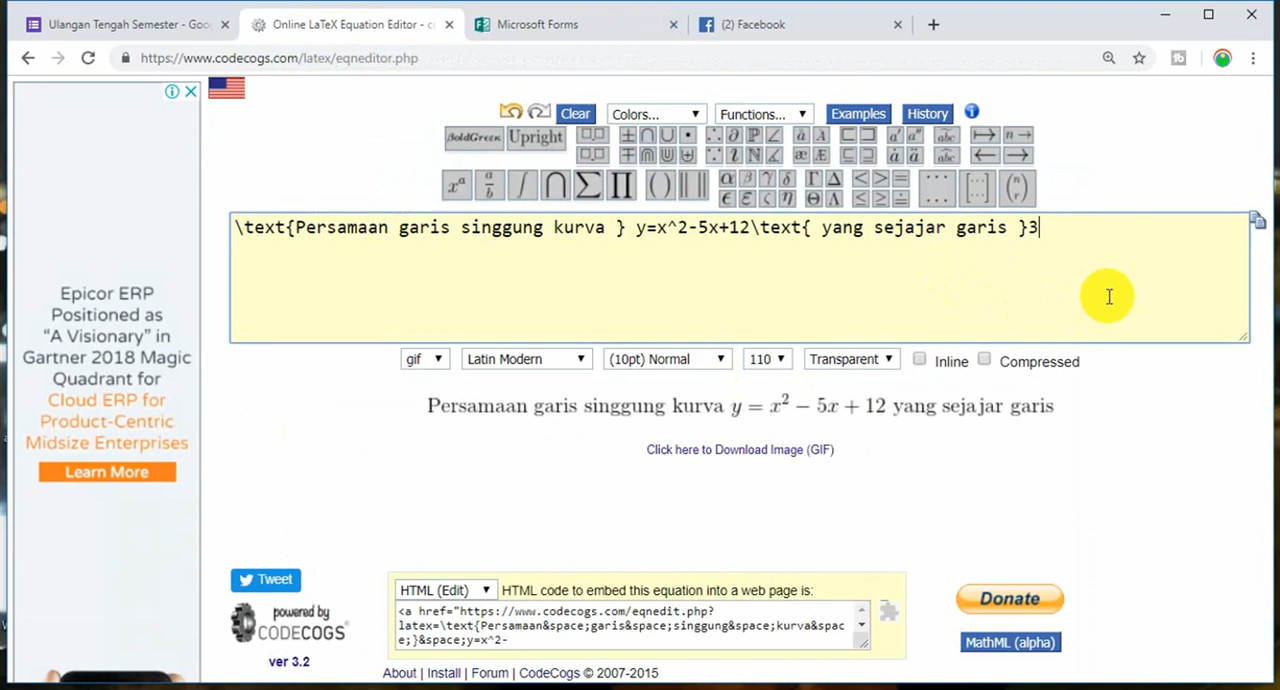 Ulangan Tengah Semester - Goo
Online LaTeX Equation Editor - c
Microsoft Forms
(2) Facebook
https://www.codecogs.com/latex/eqneditor.php
Clear
Colors...
Functions...
Examples
History
BoldGreek
Upright
\text{Persamaan garis singgung kurva } y=x^2-5x+12\text{ yang sejajar garis }3
gif
Latin Modern
(10pt) Normal
110
Transparent
Inline
Compressed
Persamaan garis singgung kurva y = x² − 5x + 12 yang sejajar garis
Click here to Download Image (GIF)
Epicor ERP
Positioned as
“A Visionary” in
Gartner 2018 Magic
Quadrant for
Cloud ERP for
Product-Centric
Midsize Enterprises
Learn More
Tweet
powered by
CODECOGS
ver 3.2
HTML (Edit)
HTML code to embed this equation into a web page is:
<a href="https://www.codecogs.com/eqnedit.php?
latex=\text{Persamaan&space;garis&space;singgung&space;kurva&spac
e;}&space;y=x^2-
Donate
MathML (alpha)
About | Install | Forum | CodeCogs © 2007-2015